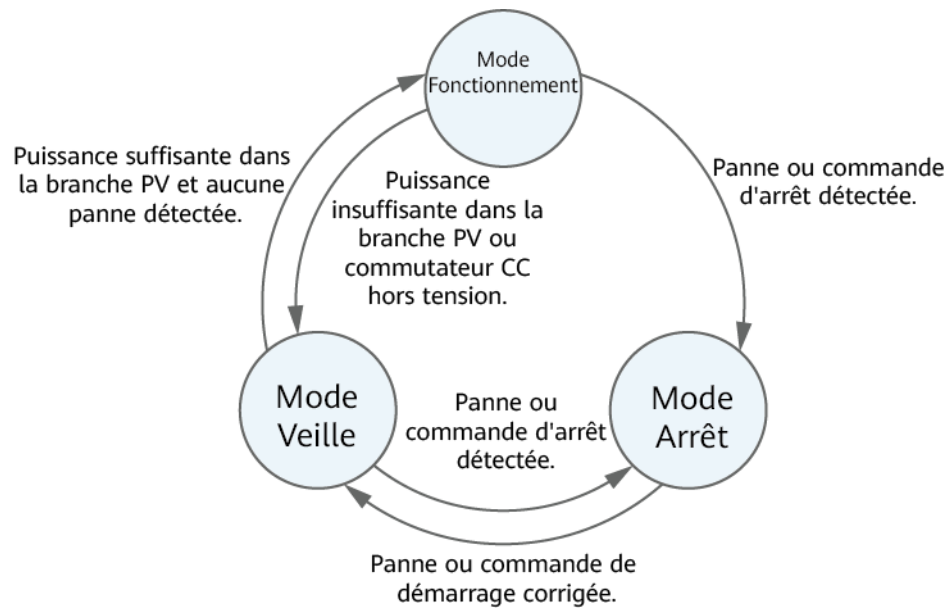 Mode
Fonctionnement
Puissance suffisante dans
la branche PV et aucune
panne détectée.
Puissance
insuffisante dans la
branche PV ou
commutateur CC
hors tension.
Panne ou commande
d'arrêt détectée.
Mode
Veille
Panne ou
commande d'arrêt
détectée.
Mode
Arrêt
Panne ou commande de
démarrage corrigée.